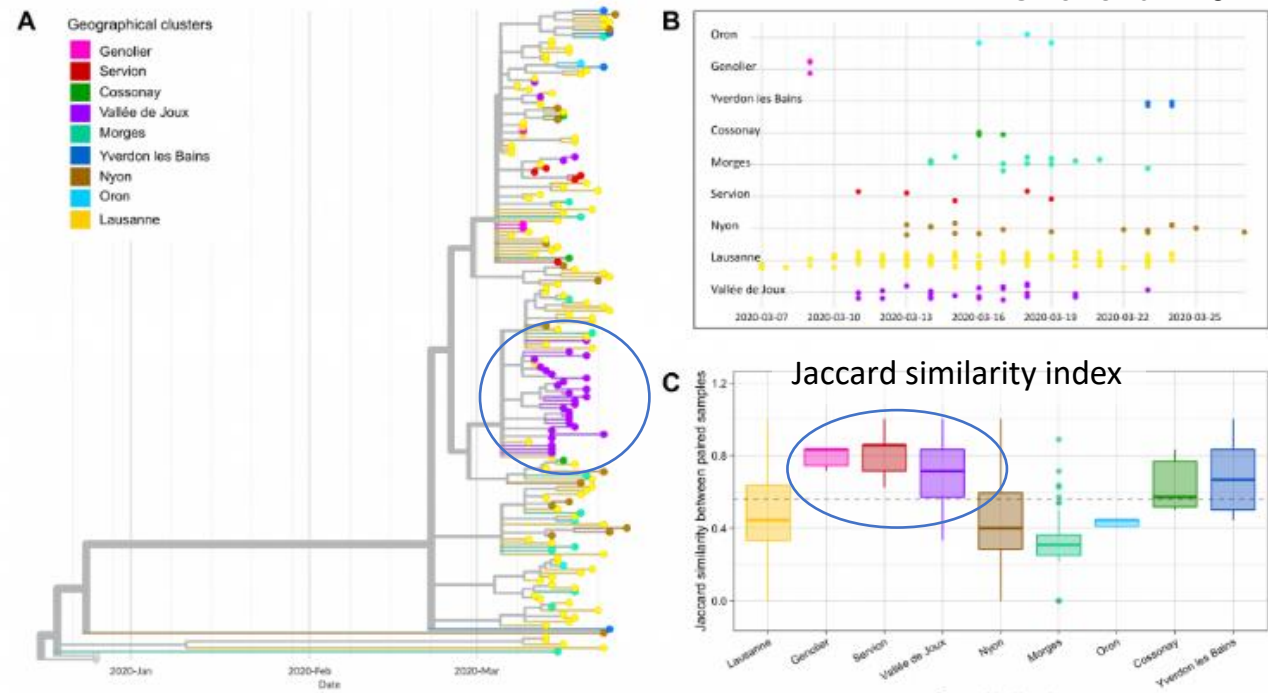 A
Geographical clusters
Genolier
Servion
Cossonay
Vallée de Joux
Morges
Yverdon les Bains
Nyon
Oron
Lausanne
2020-Jan
2020-Feb
2020-Mar
Date
B
Oron
Genolier
Yverdon les Bains
Cossonay
Morges
Servion
Nyon
Lausanne
Vallée de Joux
2020-03-07
2020-03-10
2020-03-13
2020-03-16
2020-03-19
2020-03-22
2020-03-25
C
Jaccard similarity index
Jaccard similarity between paired samples
1.2
0.8
0.4
0.0
Lausanne
Genolier
Servion
Vallée de Joux
Nyon
Morges
Oron
Cossonay
Yverdon les Bains